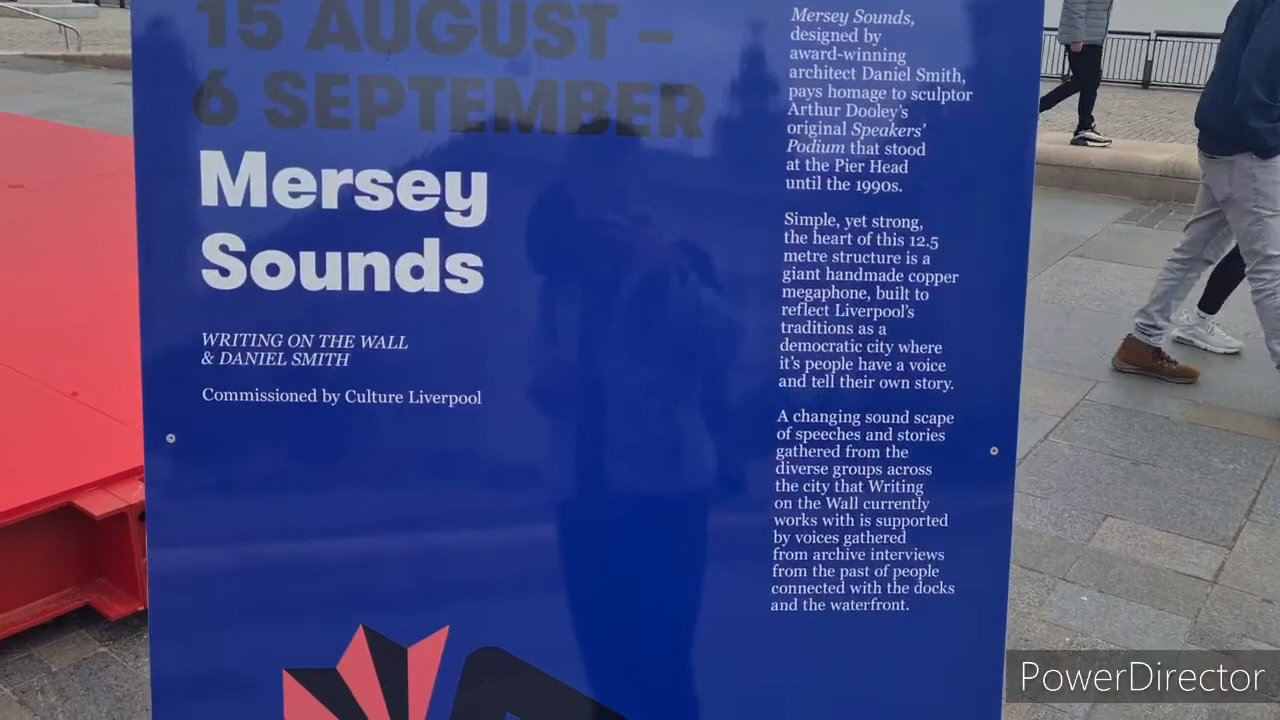 15 AUGUST –
6 SEPTEMBER
Mersey
Sounds
WRITING ON THE WALL
& DANIEL SMITH
Commissioned by Culture Liverpool
Mersey Sounds,
designed by
award-winning
architect Daniel Smith,
pays homage to sculptor
Arthur Dooley's
original Speakers'
Podium that stood
at the Pier Head
until the 1990s.
Simple, yet strong,
the heart of this 12.5
metre structure is a
giant handmade copper
megaphone, built to
reflect Liverpool's
traditions as a
democratic city where
it's people have a voice
and tell their own story.
A changing sound scape
of speeches and stories
gathered from the
diverse groups across
the city that Writing
on the Wall currently
works with is supported
by voices gathered
from archive interviews
from the past of people
connected with the docks
and the waterfront.
PowerDirector